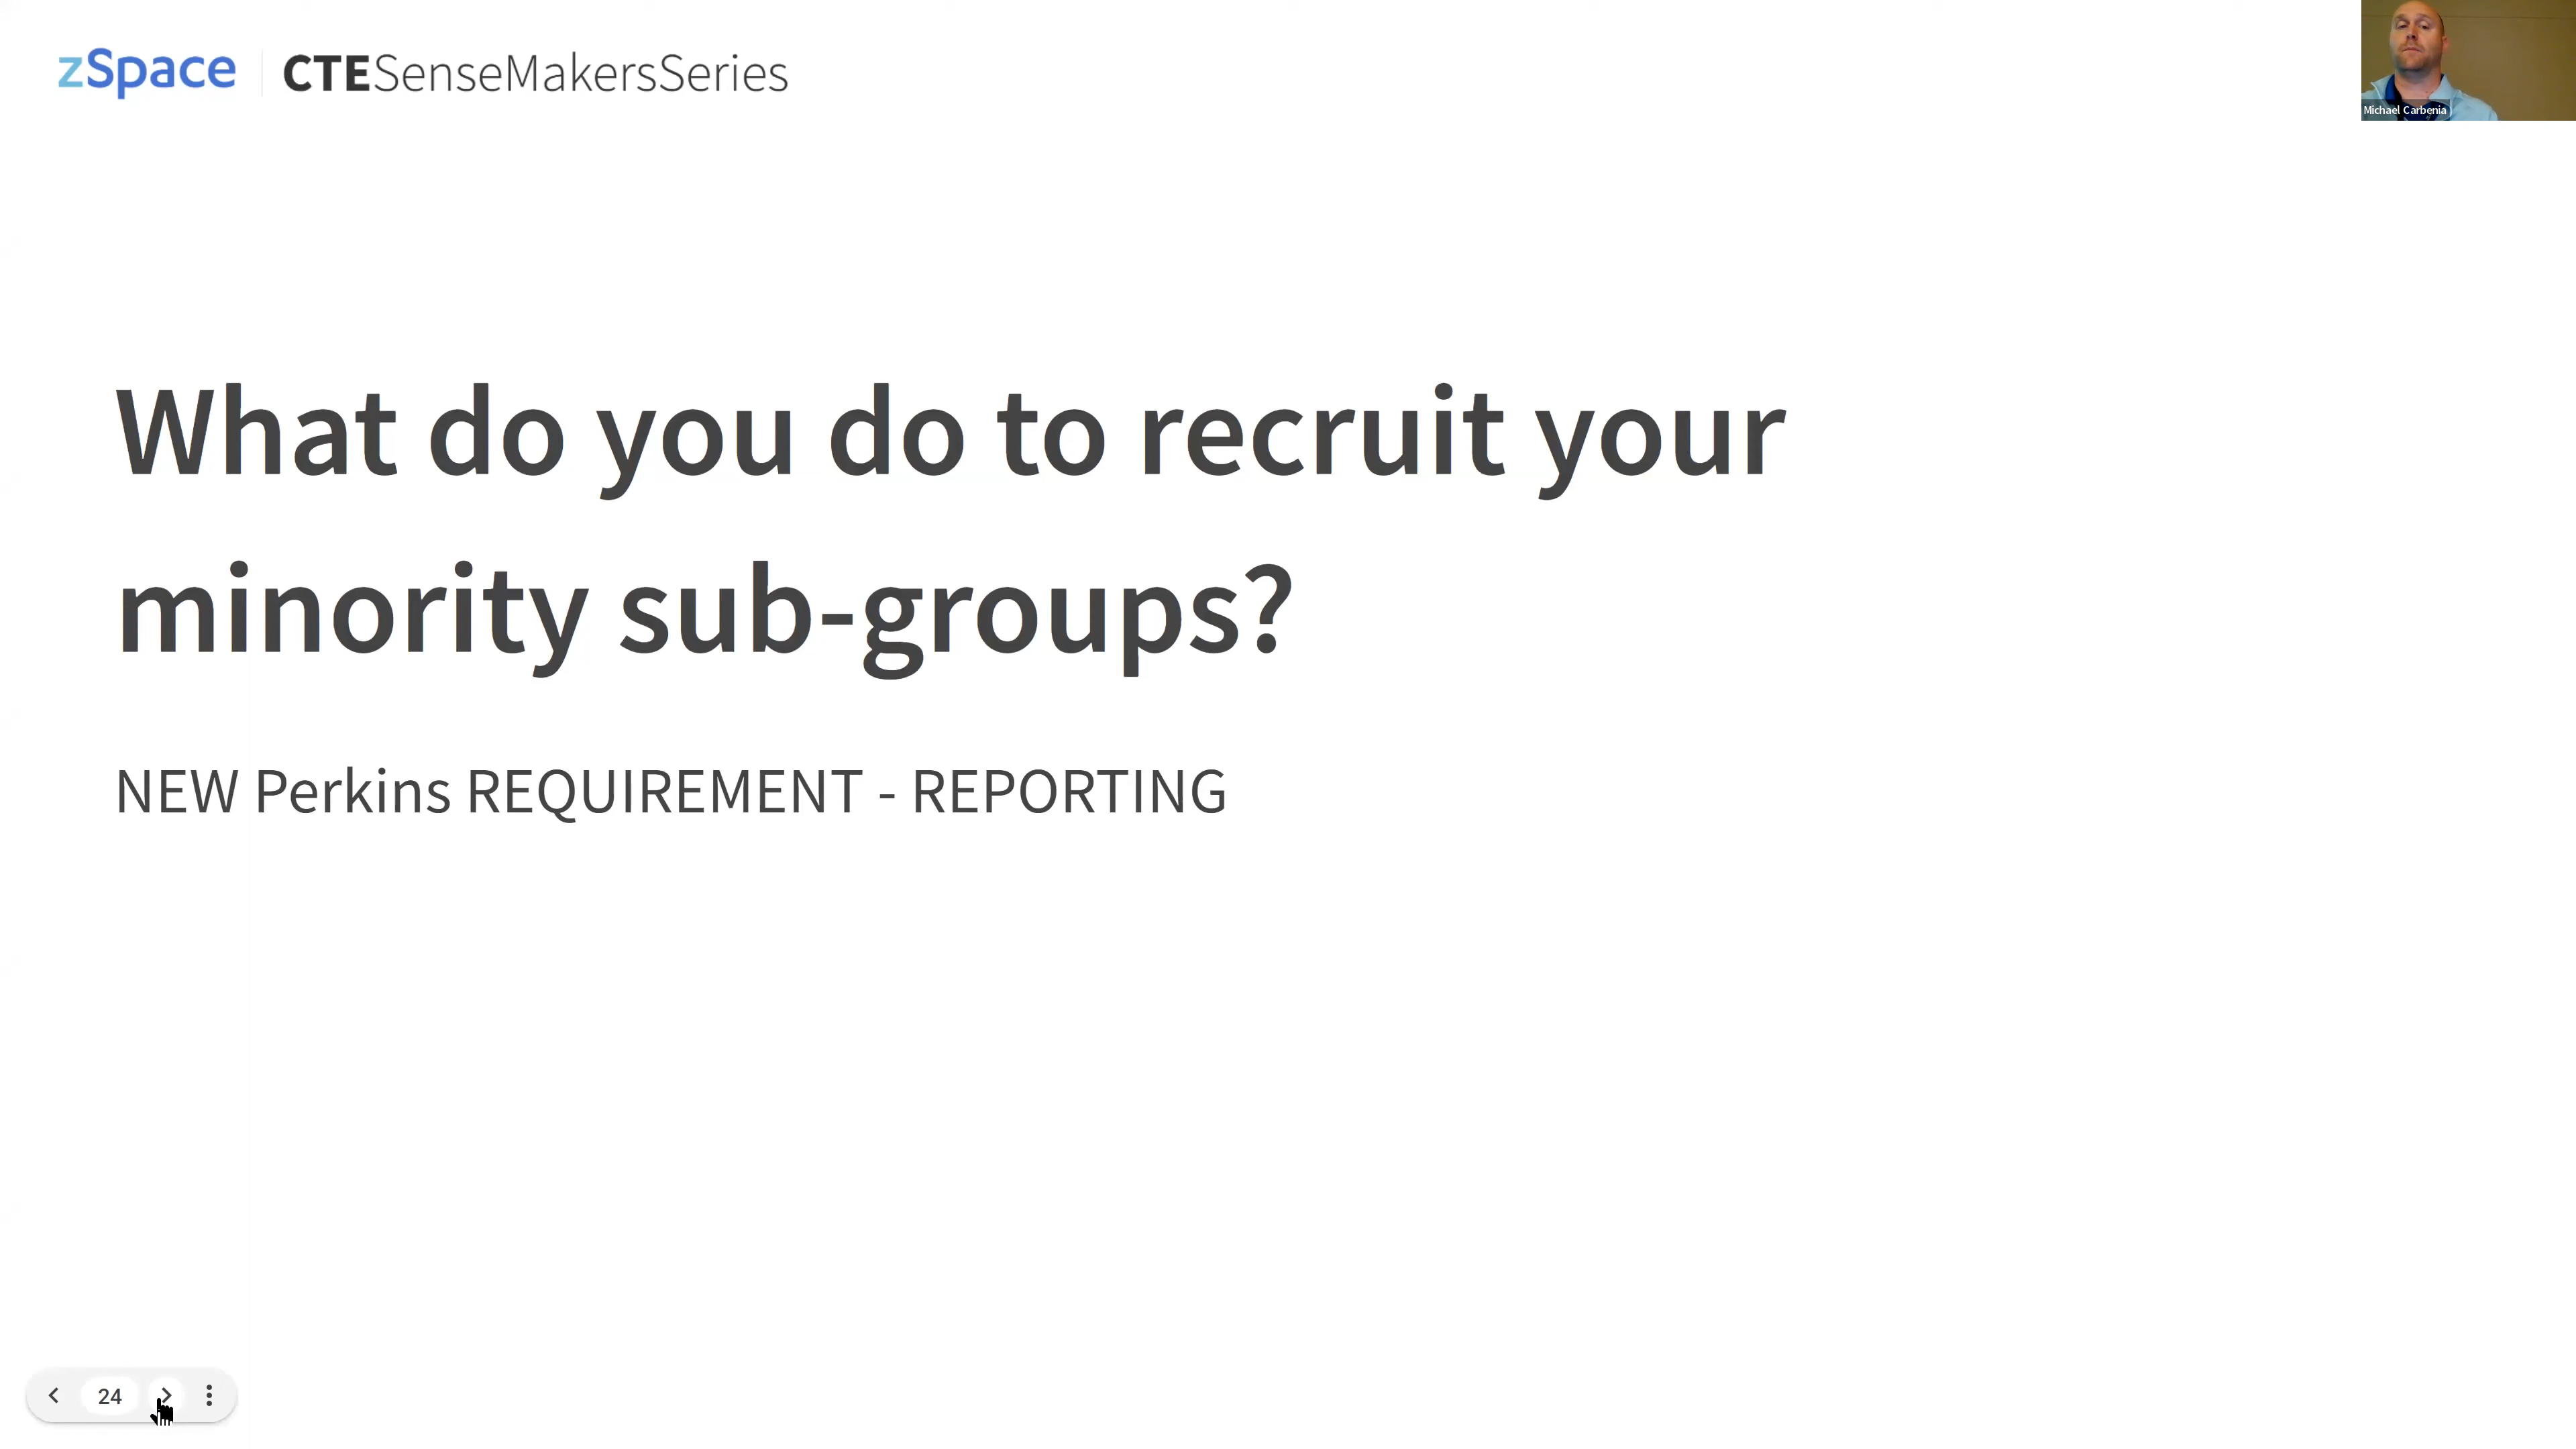 zSpace | CTESenseMakersSeries
Michael Carbenia
What do you do to recruit your
minority sub-groups?
NEW Perkins REQUIREMENT - REPORTING
24